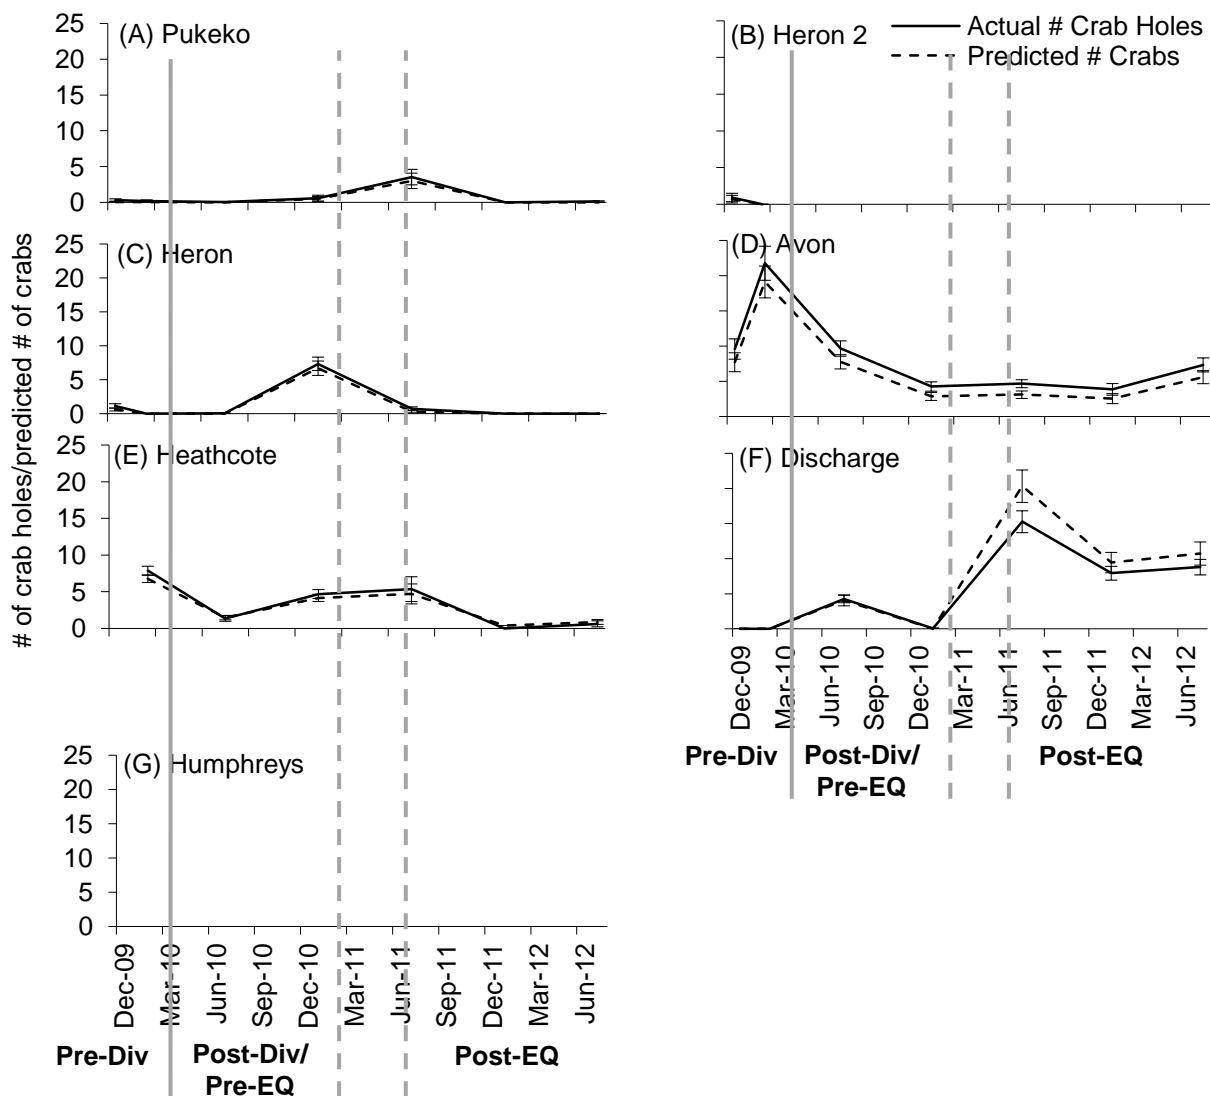 # of crab holes/predicted # of crabs
(A) Pukeko
25
20
15
10
5
0
(B) Heron 2
Actual # Crab Holes
Predicted # Crabs
(C) Heron
25
20
15
10
5
0
(D) Avon
(E) Heathcote
25
20
15
10
5
0
(F) Discharge
Dec-09
Mar-10
Jun-10
Sep-10
Dec-10
Mar-11
Jun-11
Sep-11
Dec-11
Mar-12
Jun-12
Pre-Div
Post-Div/
Pre-EQ
Post-EQ
(G) Humphreys
25
20
15
10
5
0
Dec-09
Mar-10
Jun-10
Sep-10
Dec-10
Mar-11
Jun-11
Sep-11
Dec-11
Mar-12
Jun-12
Pre-Div
Post-Div/
Pre-EQ
Post-EQ